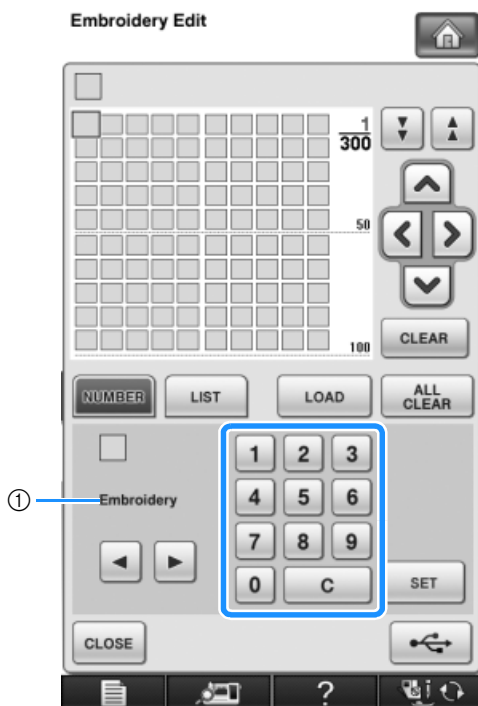 Embroidery Edit
1
300
50
100
CLEAR
NUMBER LIST LOAD ALL CLEAR
1 2 3
① Embroidery
4 5 6
7 8 9
0 C
SET
CLOSE
?